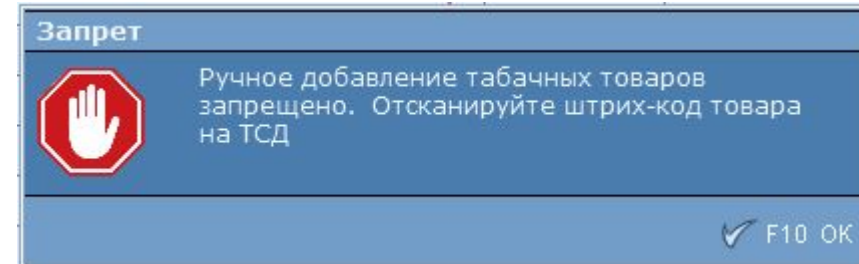 Запрет
Ручное добавление табачных товаров
запрещено. Отсканируйте штрих-код товара
на ТСД
F10 OK